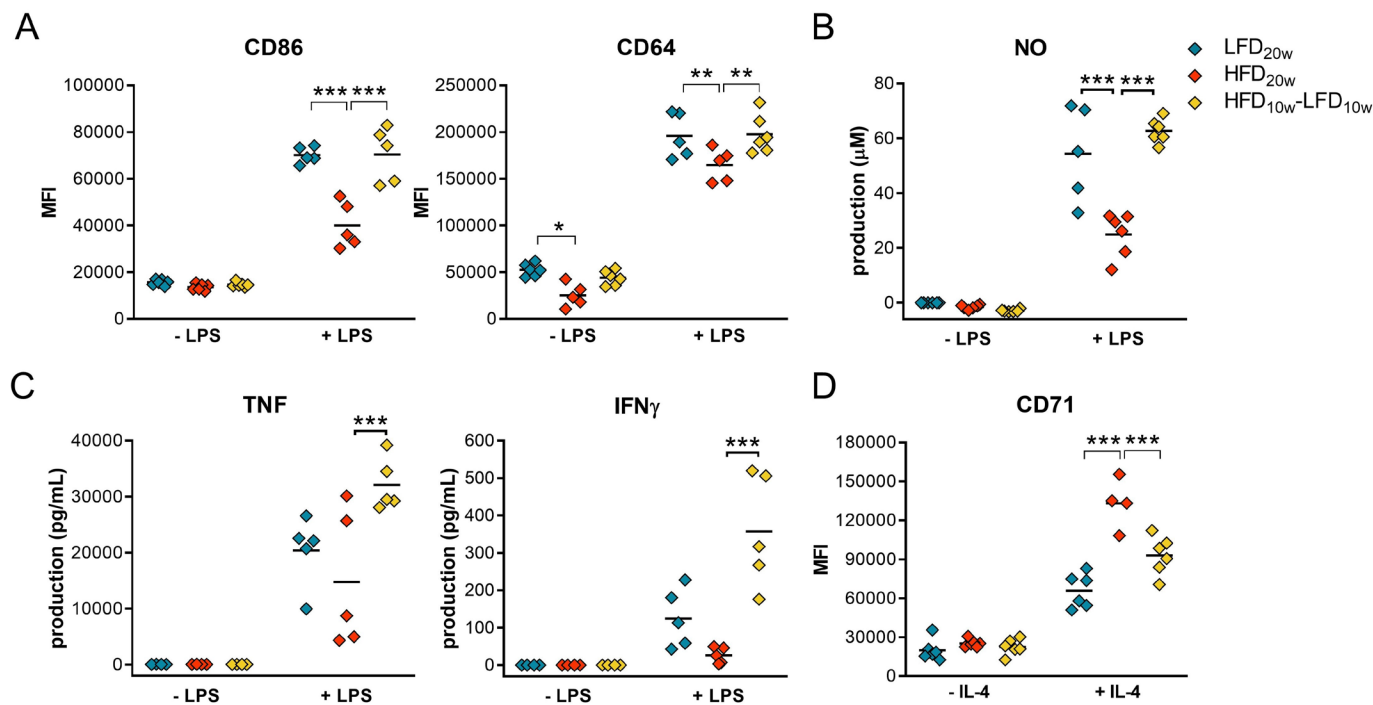 A
CD86
CD64
B
NO
LFD20w
HFD20w
HFD10w-LFD10w
MFI
100000
80000
60000
40000
20000
0
*** ***
- LPS
+ LPS
MFI
250000
200000
150000
100000
50000
0
*
** **
- LPS
+ LPS
production (μM)
80
60
40
20
0
*** ***
- LPS
+ LPS
C
TNF
IFNγ
D
CD71
production (pg/mL)
40000
30000
20000
10000
0
***
- LPS
+ LPS
production (pg/mL)
600
500
400
300
200
100
0
***
- LPS
+ LPS
MFI
180000
150000
120000
90000
60000
30000
0
*** ***
- IL-4
+ IL-4